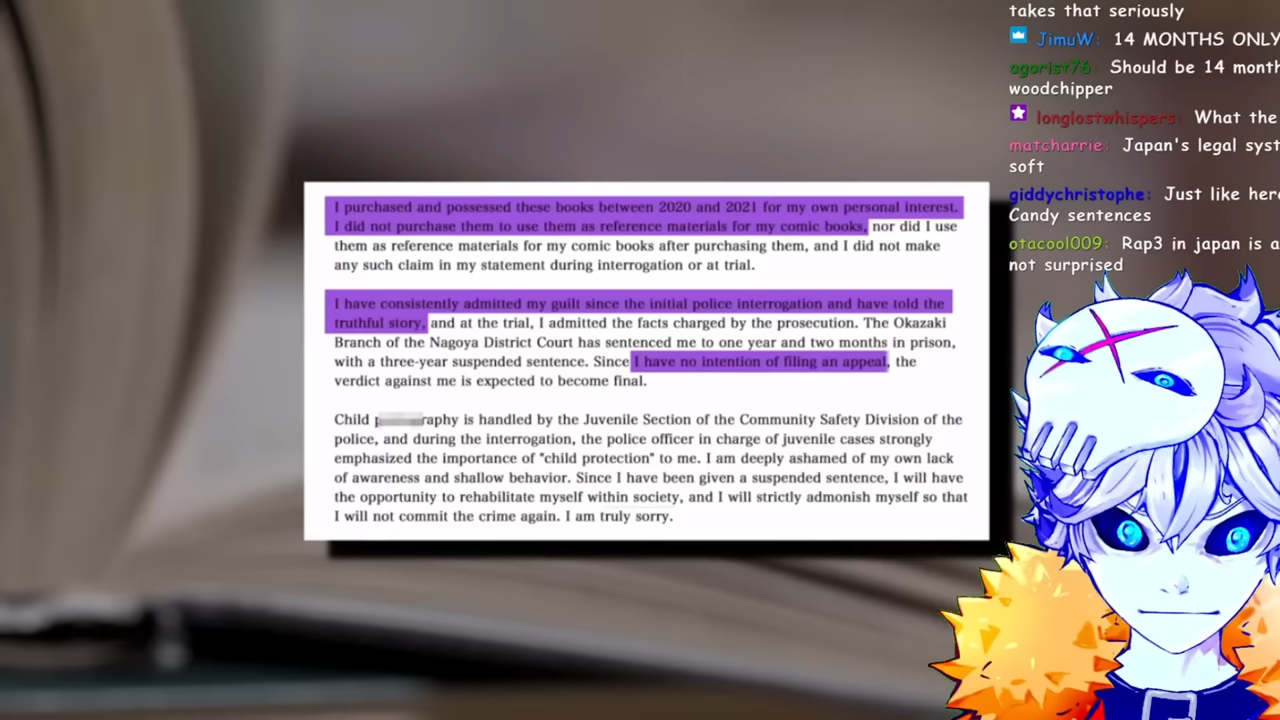 I purchased and possessed these books between 2020 and 2021 for my own personal interest.
I did not purchase them to use them as reference materials for my comic books, nor did I use
them as reference materials for my comic books after purchasing them, and I did not make
any such claim in my statement during interrogation or at trial.
I have consistently admitted my guilt since the initial police interrogation and have told the
truthful story, and at the trial, I admitted the facts charged by the prosecution. The Okazaki
Branch of the Nagoya District Court has sentenced me to one year and two months in prison,
with a three-year suspended sentence. Since I have no intention of filing an appeal, the
verdict against me is expected to become final.
Child p raphy is handled by the Juvenile Section of the Community Safety Division of the
police, and during the interrogation, the police officer in charge of juvenile cases strongly
emphasized the importance of "child protection" to me. I am deeply ashamed of my own lack
of awareness and shallow behavior. Since I have been given a suspended sentence, I will have
the opportunity to rehabilitate myself within society, and I will strictly admonish myself so that
I will not commit the crime again. I am truly sorry.
takes that seriously
JimuW: 14 MONTHS ONLY
agorist76: Should be 14 month
woodchipper
longlostwhispers: What the
matcharrie: Japan's legal syst
soft
giddychristophe: Just like her
Candy sentences
otacool009: Rap3 in japan is a
not surprised